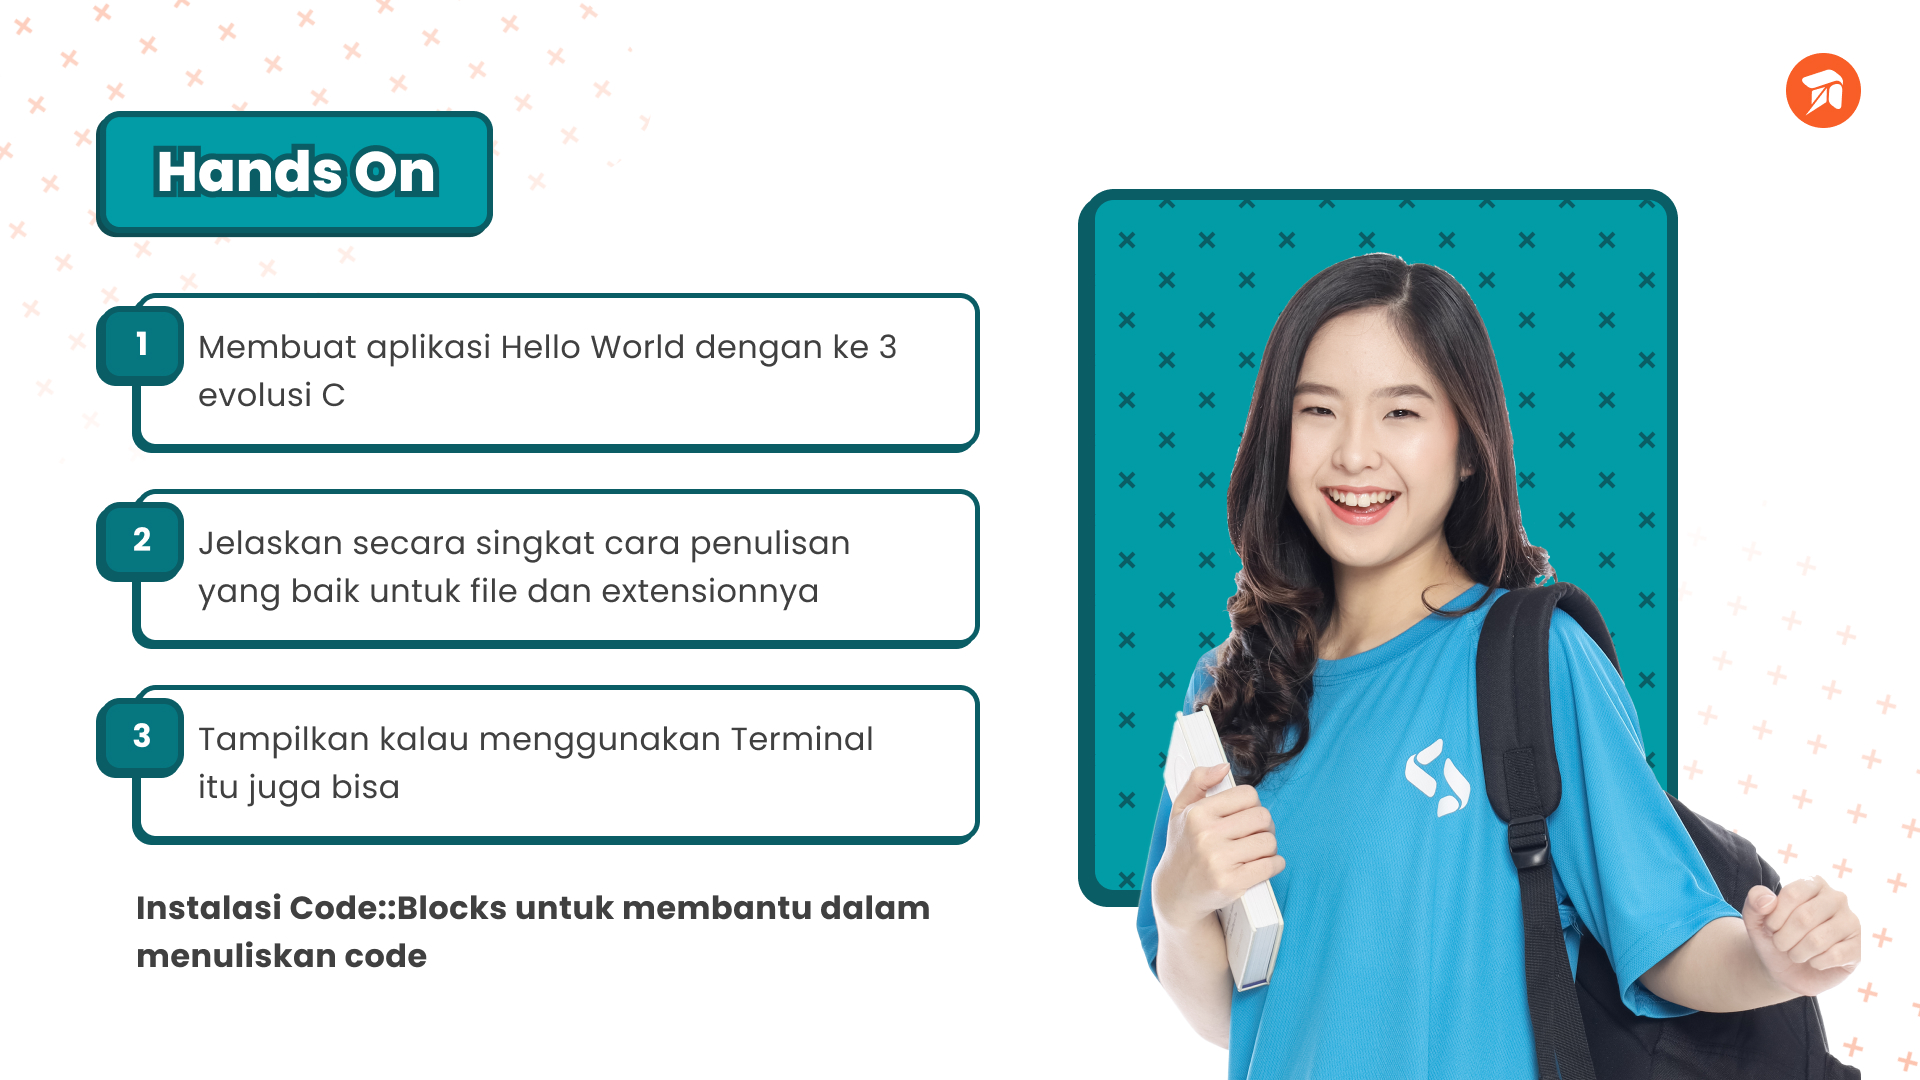 Hands On
1
Membuat aplikasi Hello World dengan ke 3
evolusi C
2
Jelaskan secara singkat cara penulisan
yang baik untuk file dan extensionnya
3
Tampilkan kalau menggunakan Terminal
itu juga bisa
Instalasi Code::Blocks untuk membantu dalam
menuliskan code